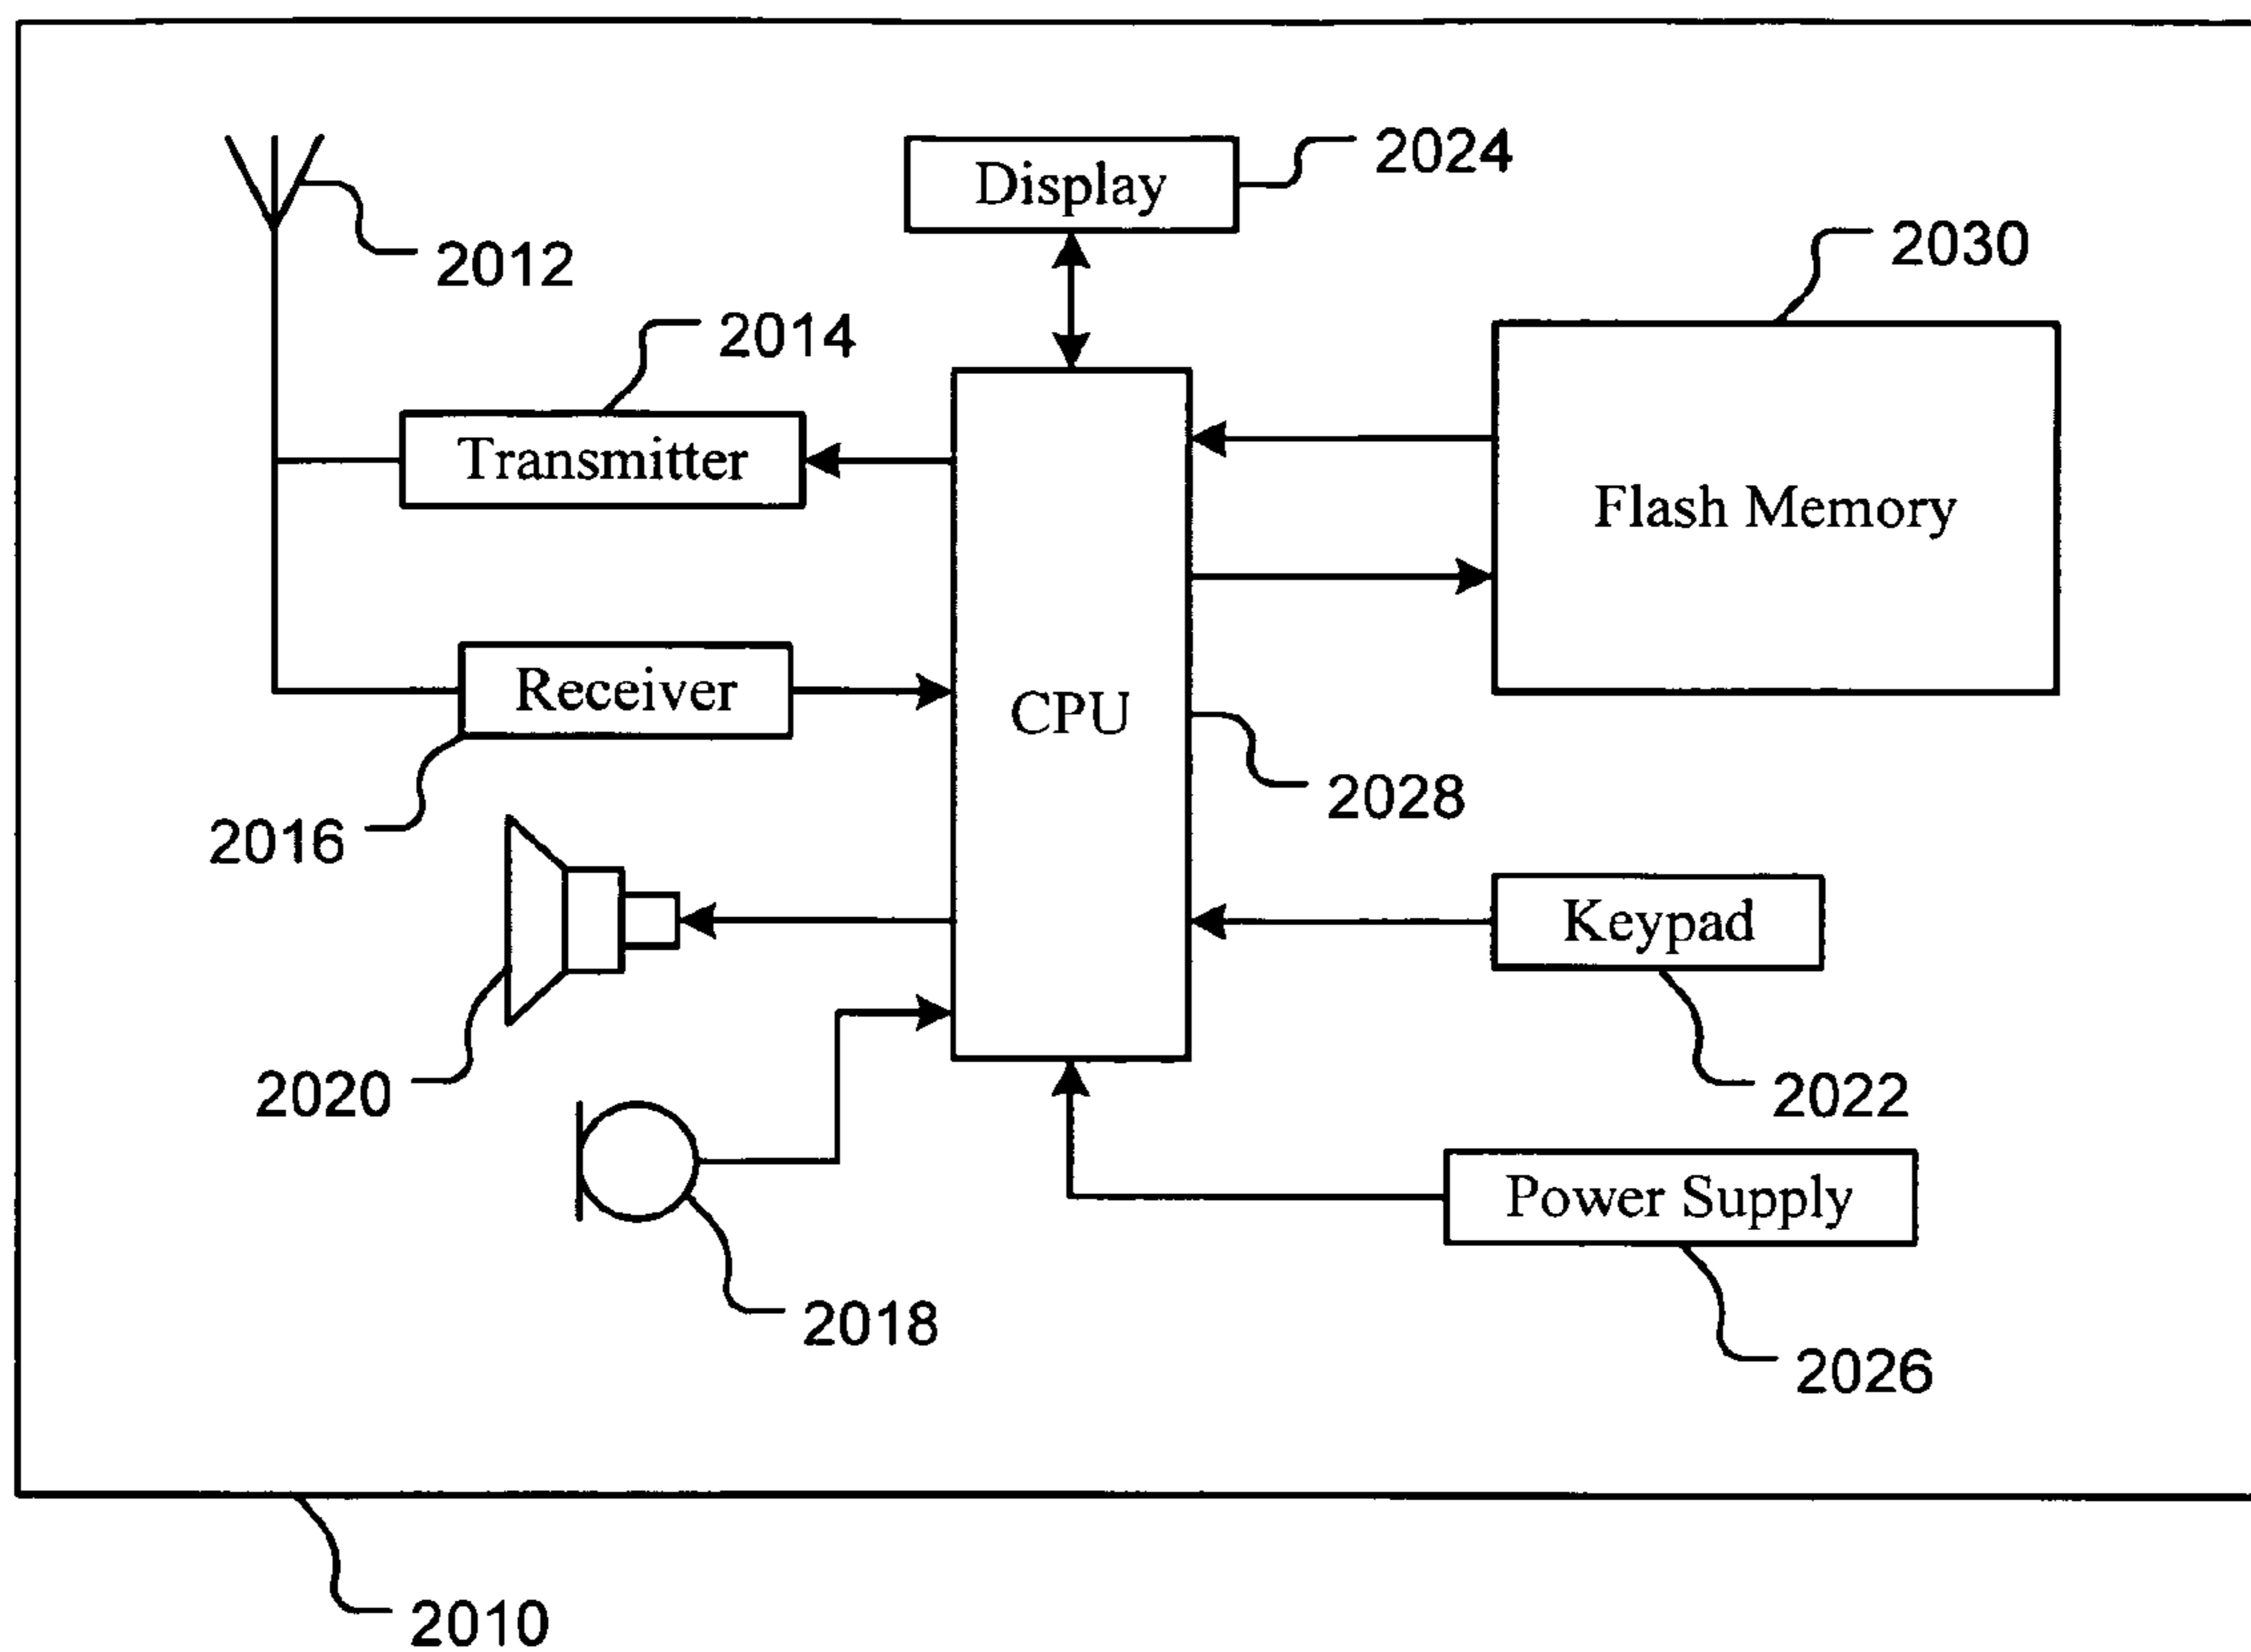 Display
2024
2012
2030
2014
Transmitter
Flash Memory
Receiver
CPU
2028
2016
Keypad
2020
2022
Power Supply
2018
2026
2010